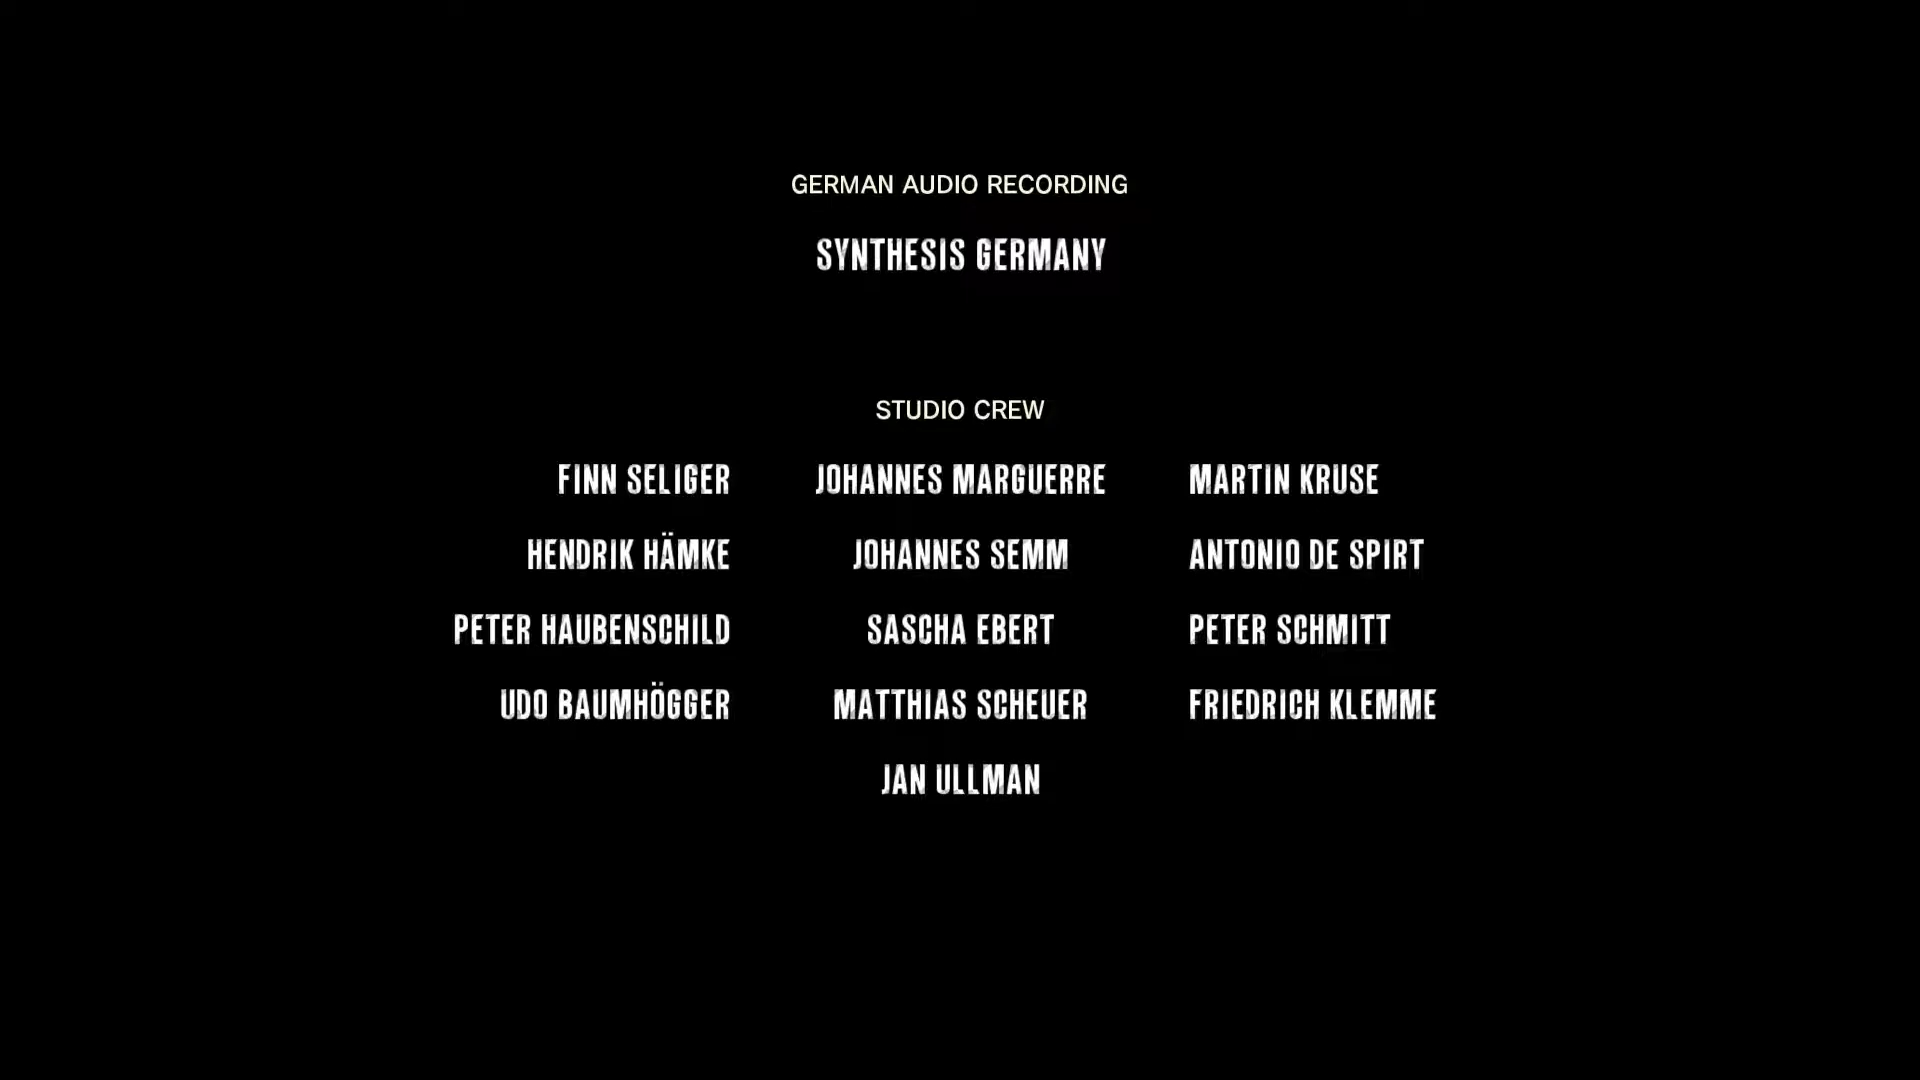 GERMAN AUDIO RECORDING
SYNTHESIS GERMANY
STUDIO CREW
FINN SELIGER JOHANNES MARGUERRE MARTIN KRUSE
HENDRIK HÄMKE JOHANNES SEMM ANTONIO DE SPIRT
PETER HAUBENSCHILD SASCHA EBERT PETER SCHMITT
UDO BAUMHÖGGER MATTHIAS SCHEUER FRIEDRICH KLEMME
JAN ULLMAN